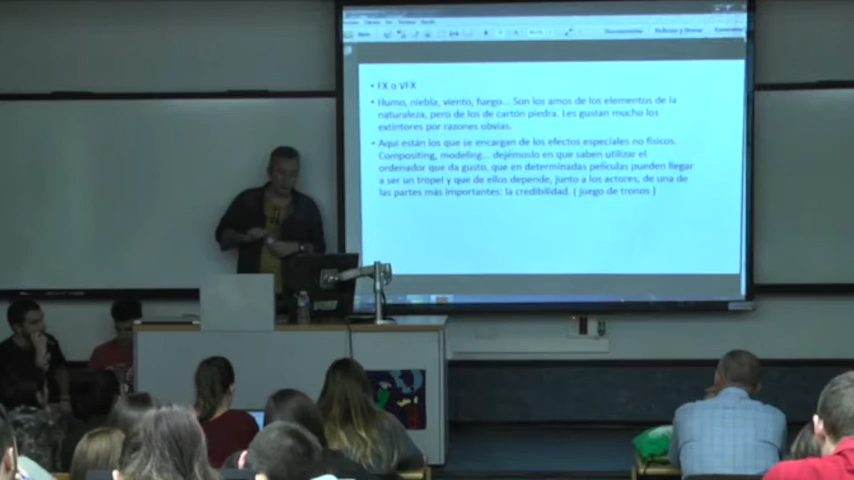 • FX o VFX
• Humo, niebla, viento, fuego... Son los amos de los elementos de la
naturaleza, pero de los de cartón piedra. Les gustan mucho los
extintores por razones obvias.
• Aquí están los que se encargan de los efectos especiales no físicos.
Compositing, modeling... dejémoslo en que saben utilizar el
ordenador que da gusto, que en determinadas películas pueden llegar
a ser un tropel y que de ellos depende, junto a los actores, de una de
las partes más importantes: la credibilidad. ( juego de tronos )